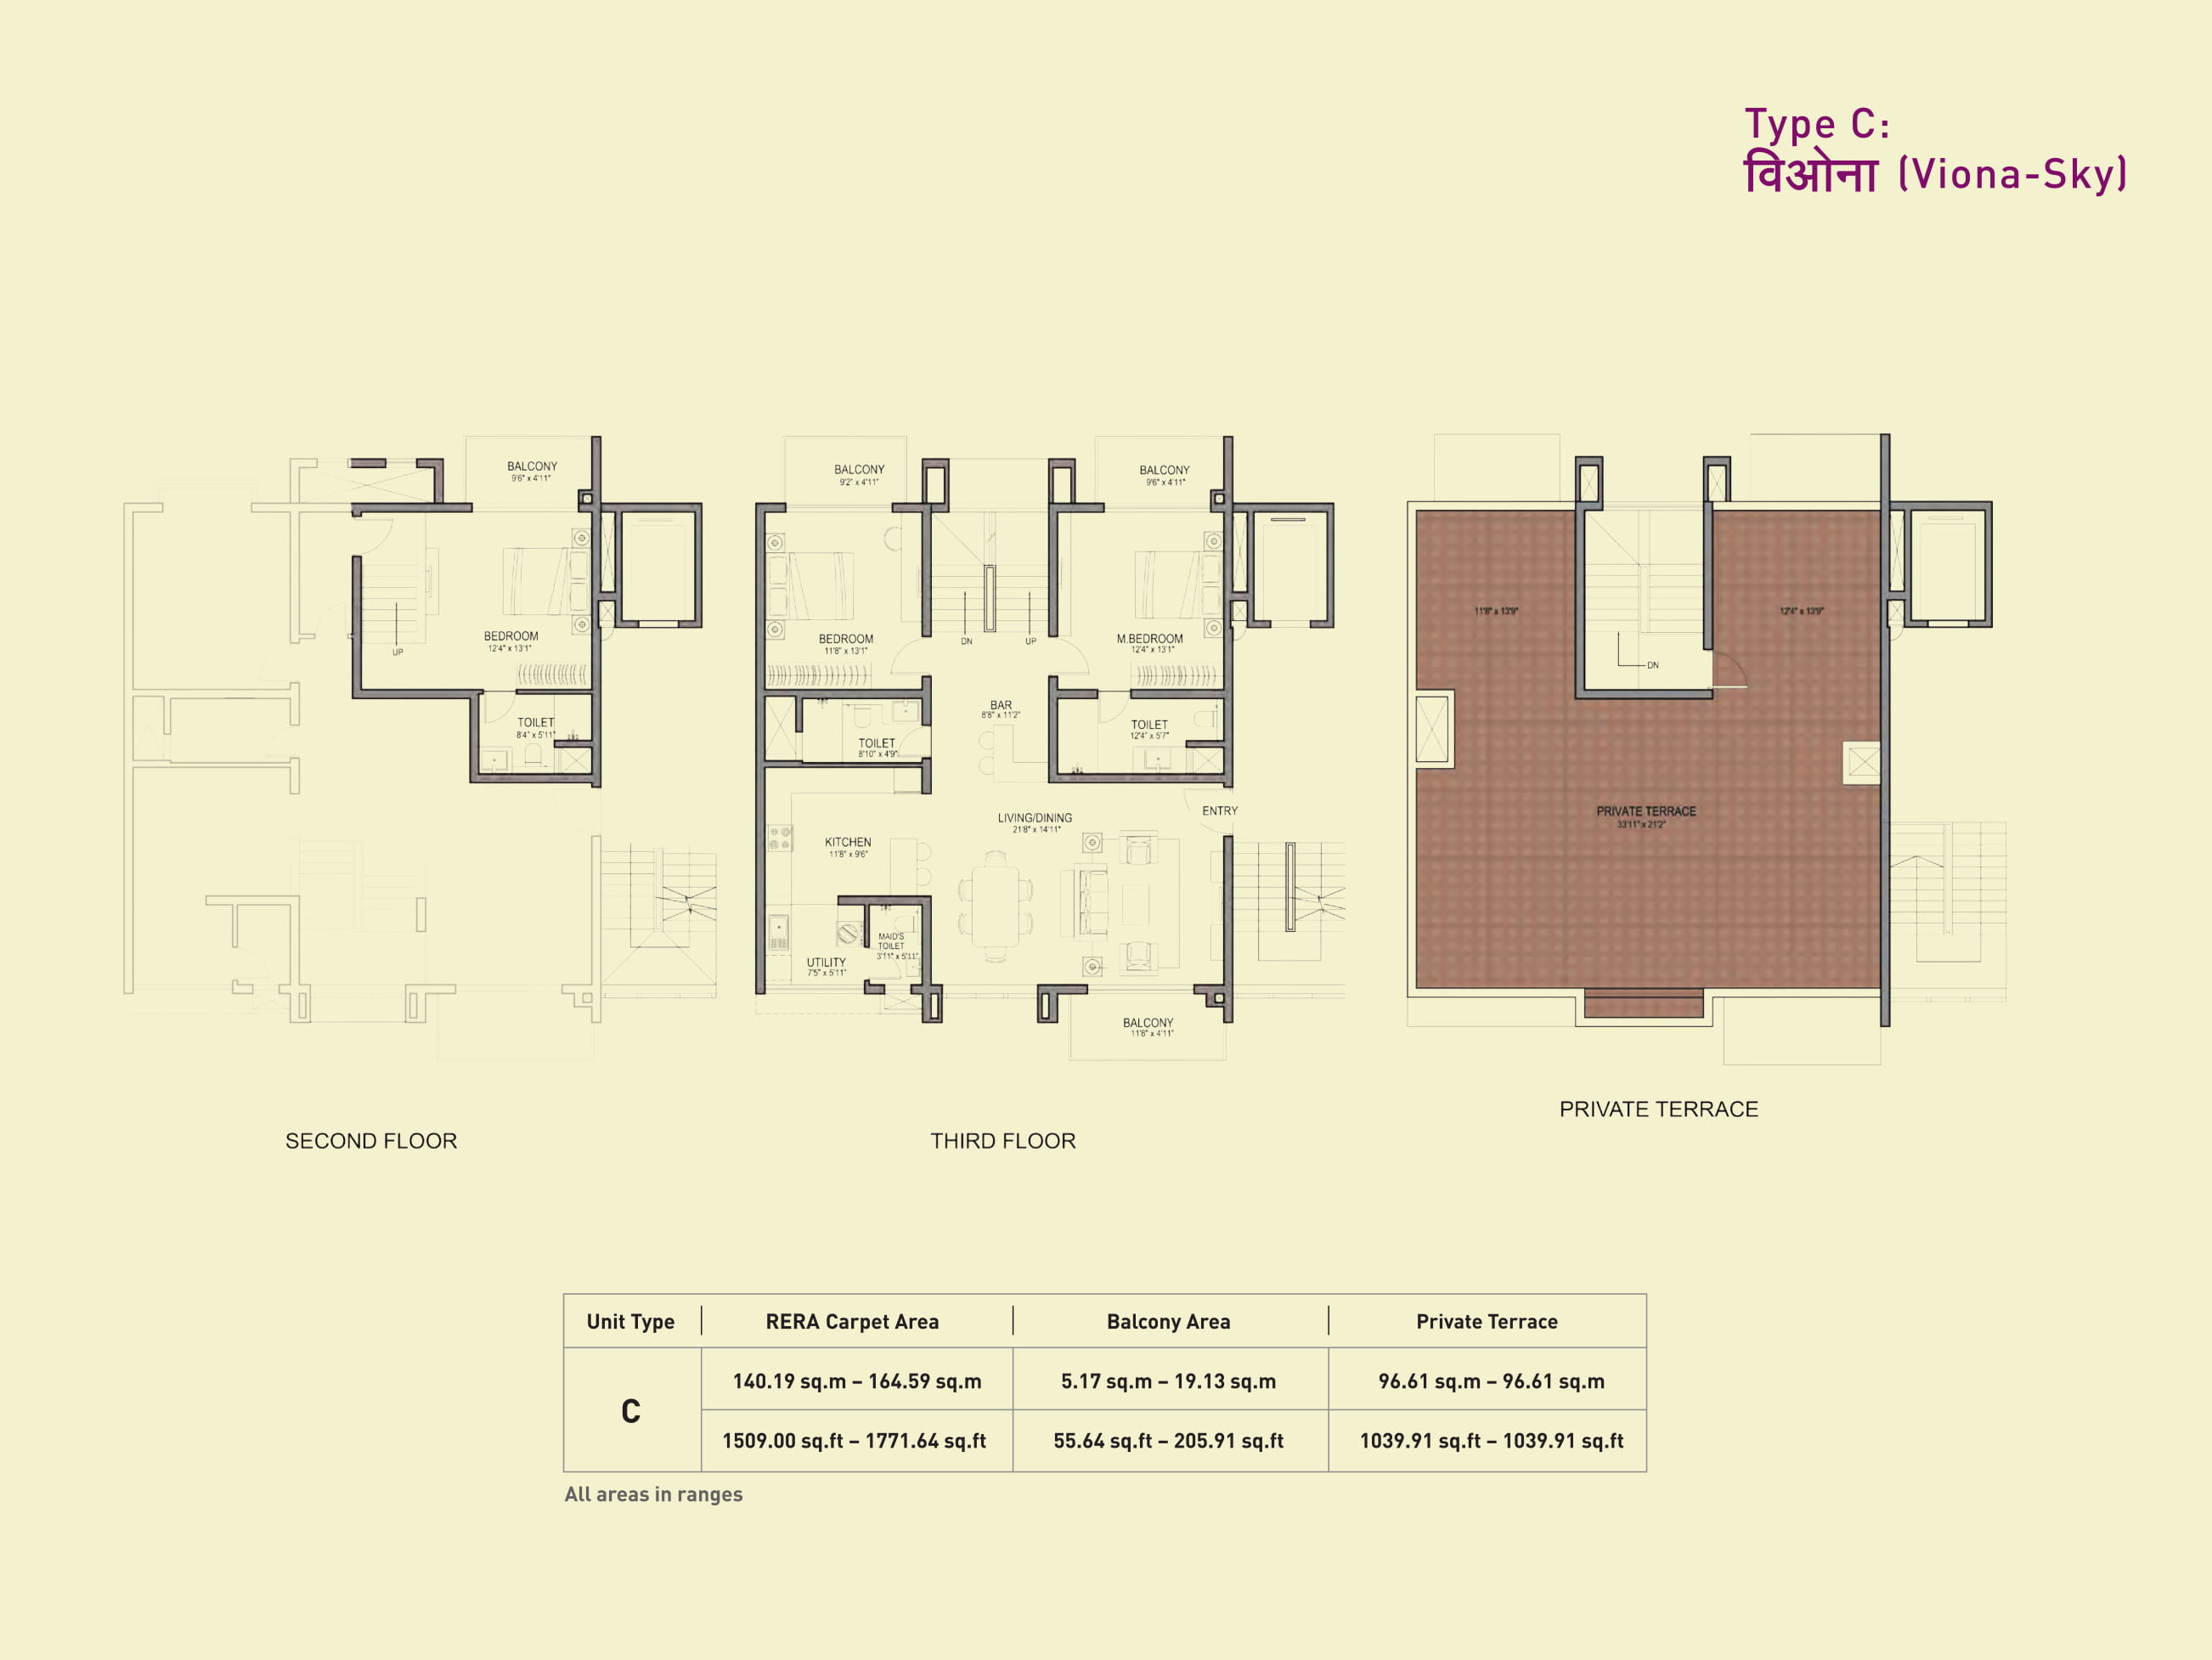 Type C:
विओना (Viona-Sky)
BALCONY
9'6" x 4'11"
BEDROOM
12'4" x 13'1"
UP
TOILET
8'4" x 5'11"
SECOND FLOOR
BALCONY
9'2" x 4'11"
BALCONY
9'6" x 4'11"
BEDROOM
11'8" x 13'1"
DN
UP
M.BEDROOM
12'4" x 13'1"
BAR
8'8" x 11'2"
TOILET
8'10" x 4'9"
TOILET
12'4" x 5'7"
ENTRY
LIVING/DINING
21'8" x 14'11"
KITCHEN
11'8" x 9'6"
MAID'S
TOILET
3'11" x 5'11"
UTILITY
7'5" x 5'11"
BALCONY
11'8" x 4'11"
THIRD FLOOR
11'8" x 13'9"
12'4" x 13'9"
DN
PRIVATE TERRACE
33'11" x 21'2"
PRIVATE TERRACE
Unit Type RERA Carpet Area Balcony Area Private Terrace
C
140.19 sq.m – 164.59 sq.m 5.17 sq.m – 19.13 sq.m 96.61 sq.m – 96.61 sq.m
1509.00 sq.ft – 1771.64 sq.ft 55.64 sq.ft – 205.91 sq.ft 1039.91 sq.ft – 1039.91 sq.ft
All areas in ranges